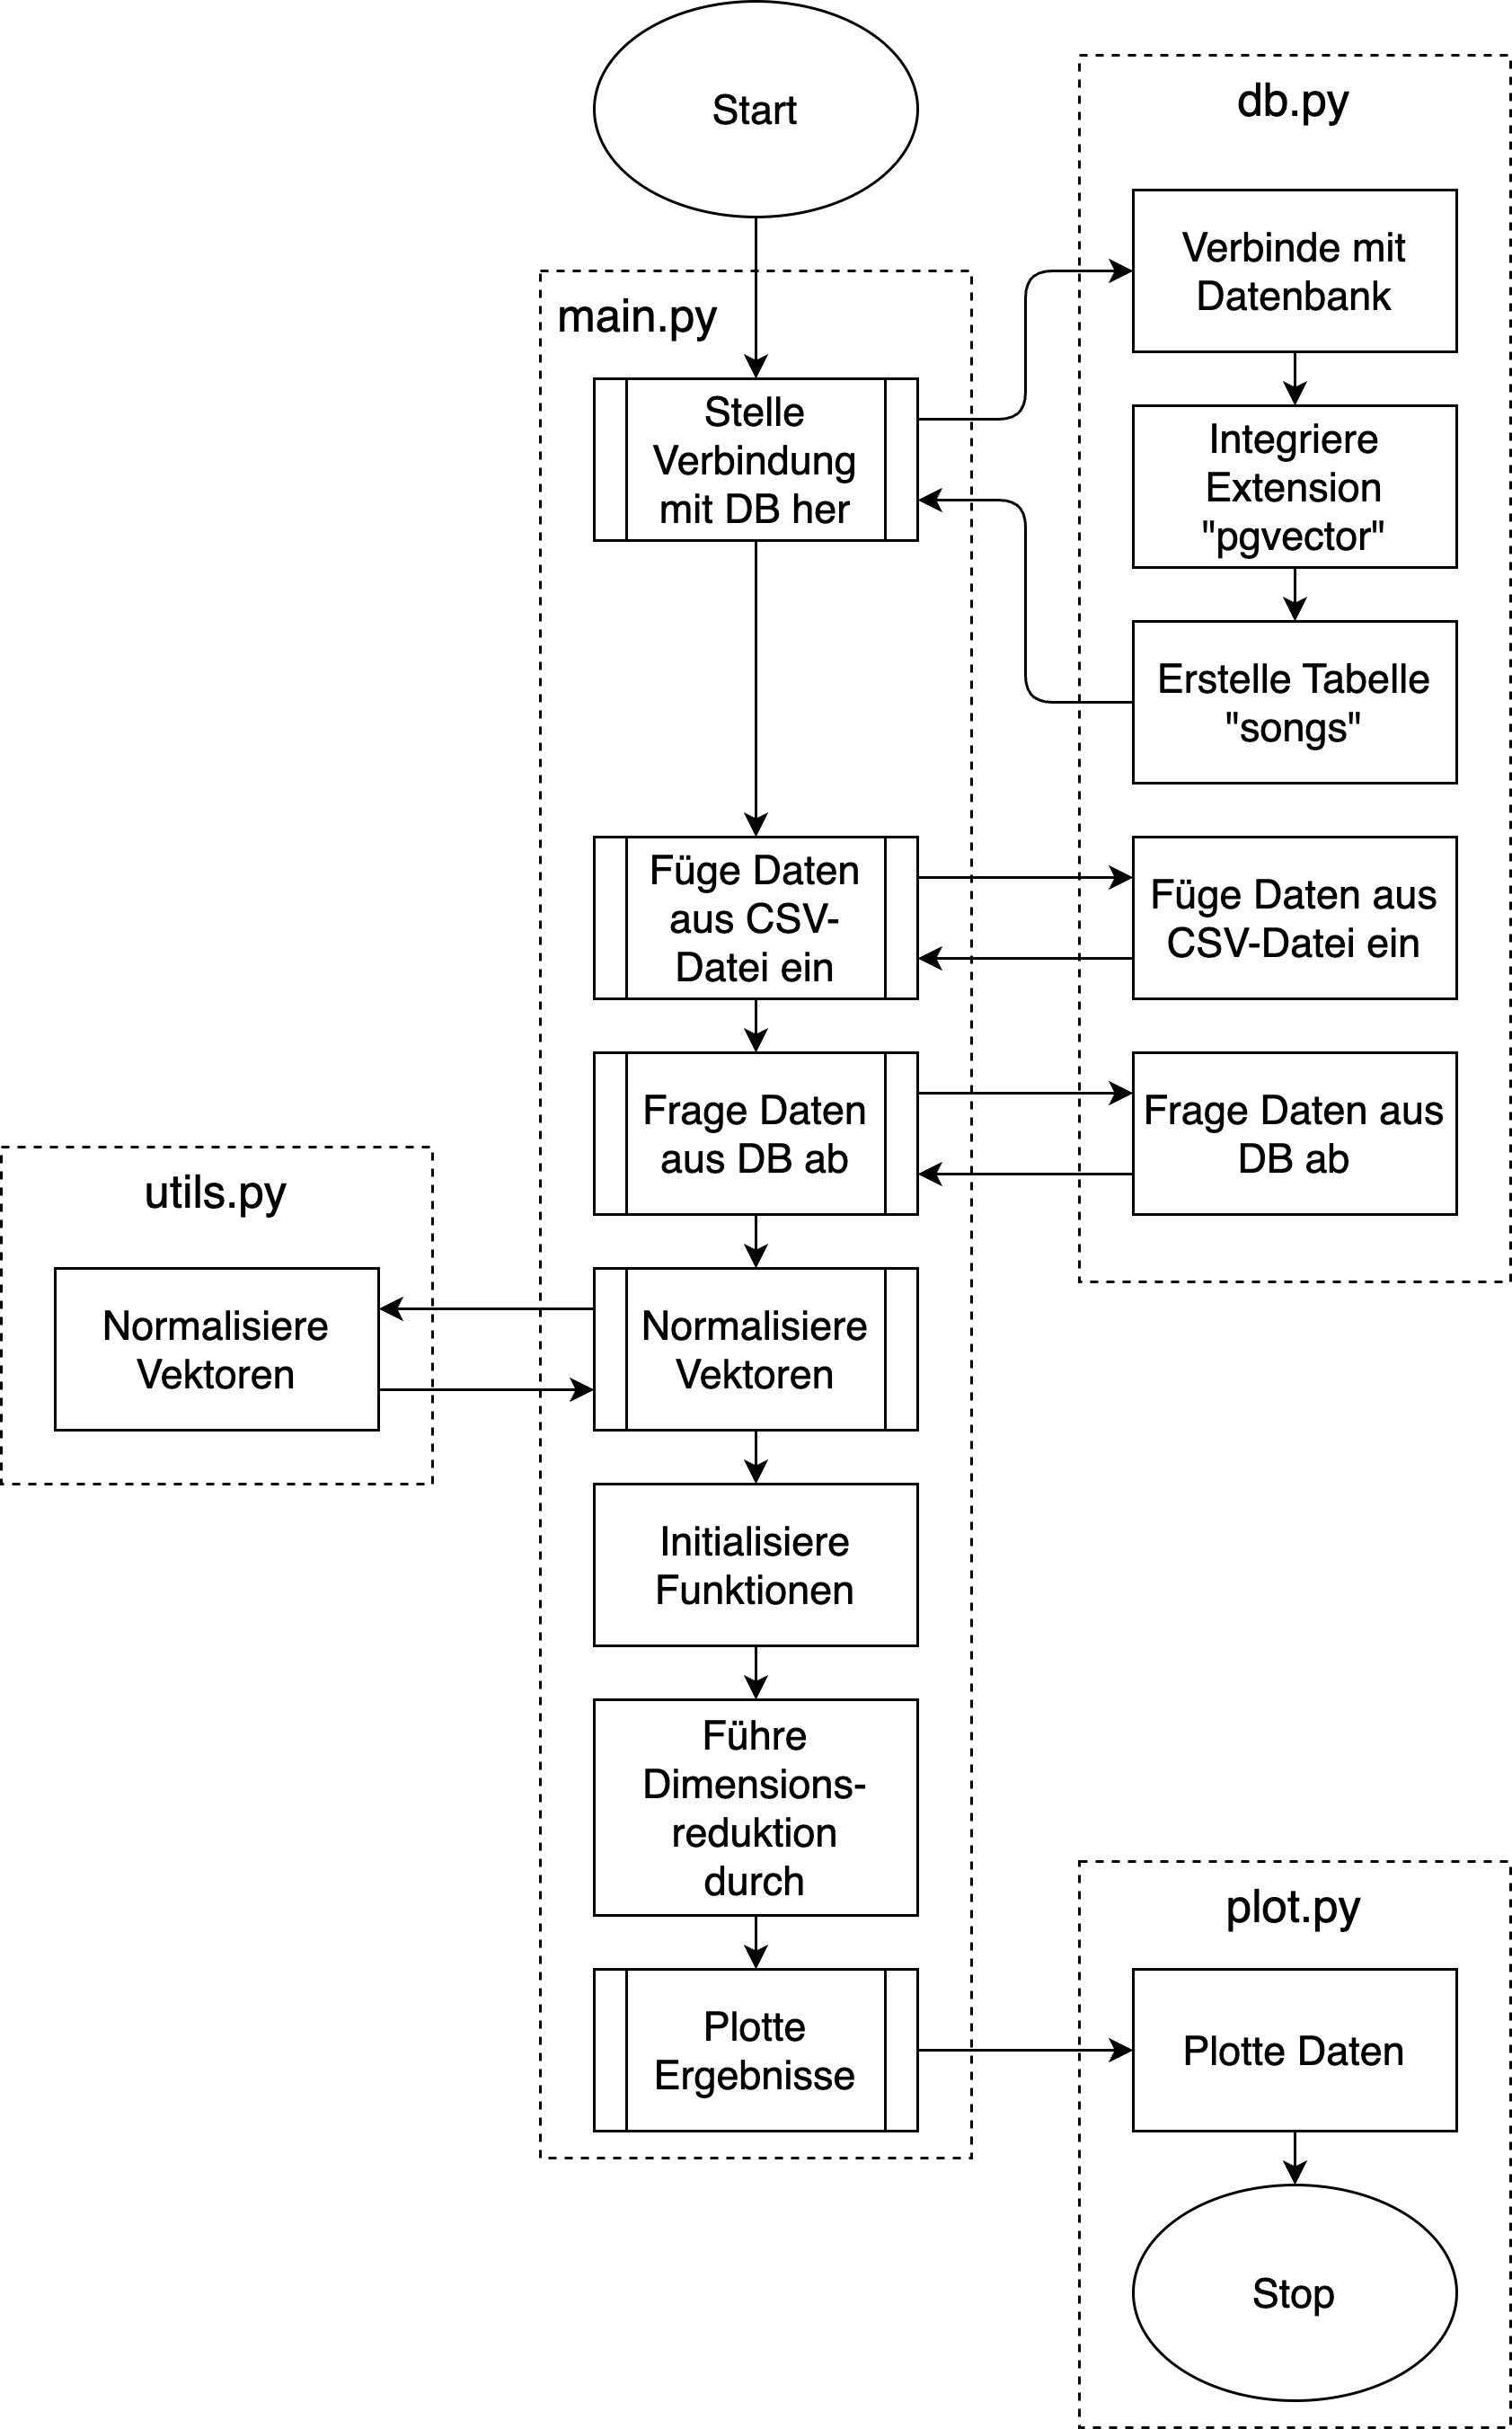 Start
main.py
Stelle
Verbindung
mit DB her
db.py
Verbinde mit
Datenbank
Integriere
Extension
"pgvector"
Erstelle Tabelle
"songs"
Füge Daten
aus CSV-
Datei ein
Füge Daten aus
CSV-Datei ein
Frage Daten
aus DB ab
Frage Daten aus
DB ab
utils.py
Normalisiere
Vektoren
Normalisiere
Vektoren
Initialisiere
Funktionen
Führe
Dimensions-
reduktion
durch
Plotte
Ergebnisse
plot.py
Plotte Daten
Stop